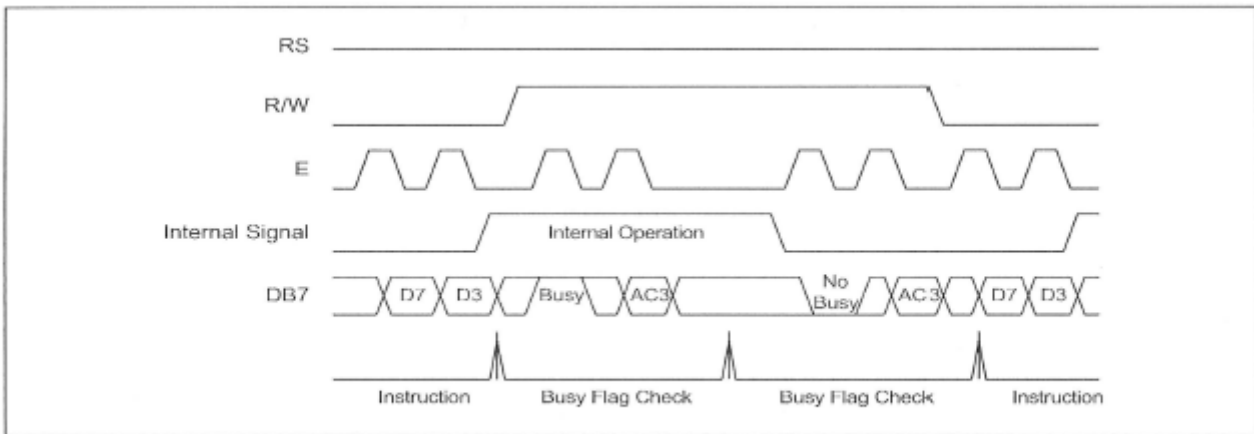 RS
R/W
E
Internal Signal
Internal Operation
DB7
D7
D3
Busy
AC3
No
Busy
AC3
D7
D3
Instruction
Busy Flag Check
Busy Flag Check
Instruction